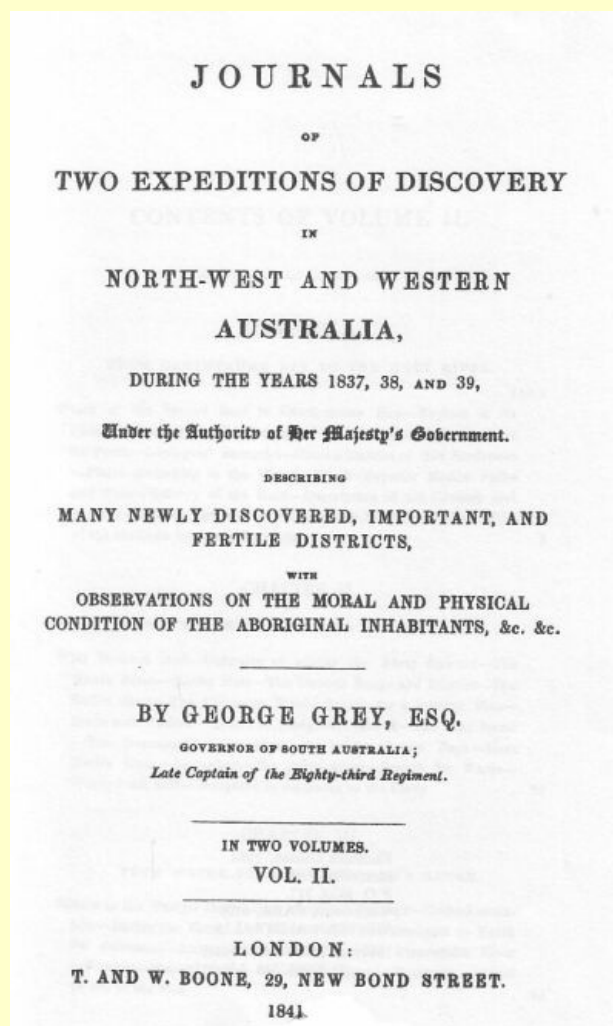 JOURNALS
OF
TWO EXPEDITIONS OF DISCOVERY
IN
NORTH-WEST AND WESTERN
AUSTRALIA,
DURING THE YEARS 1837, 38, AND 39,
Under the Authority of Her Majesty's Government.
DESCRIBING
MANY NEWLY DISCOVERED, IMPORTANT, AND
FERTILE DISTRICTS,
WITH
OBSERVATIONS ON THE MORAL AND PHYSICAL
CONDITION OF THE ABORIGINAL INHABITANTS, &c. &c.
BY GEORGE GREY, ESQ.
GOVERNOR OF SOUTH AUSTRALIA;
Late Captain of the Eighty-third Regiment.
IN TWO VOLUMES.
VOL. II.
LONDON:
T. AND W. BOONE, 29, NEW BOND STREET.
1841.